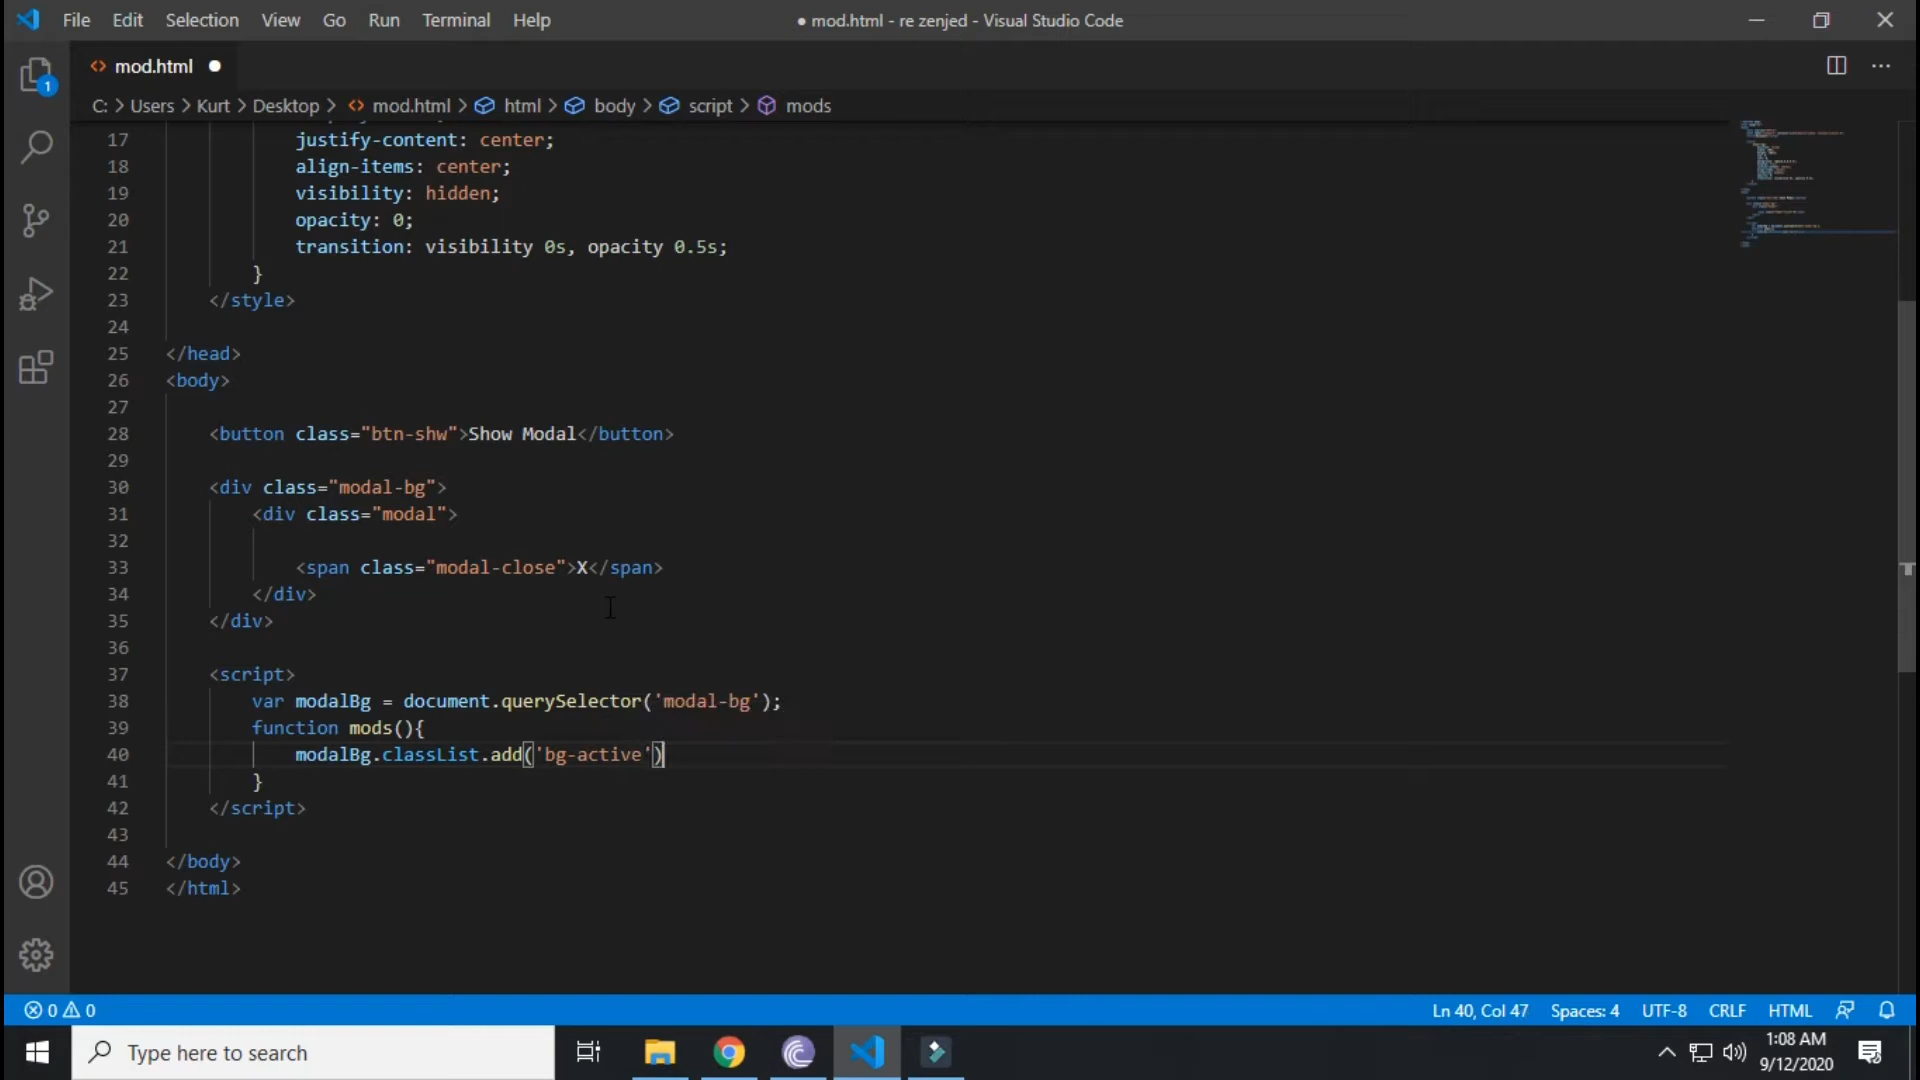 File Edit Selection View Go Run Terminal Help
● mod.html - re zenjed - Visual Studio Code
mod.html
1
C: > Users > Kurt > Desktop > mod.html > html > body > script > mods
17 justify-content: center;
18 align-items: center;
19 visibility: hidden;
20 opacity: 0;
21 transition: visibility 0s, opacity 0.5s;
22 }
23 </style>
24
25 </head>
26 <body>
27
28 <button class="btn-shw">Show Modal</button>
29
30 <div class="modal-bg">
31 <div class="modal">
32
33 <span class="modal-close">X</span>
34 </div>
35 </div>
36
37 <script>
38 var modalBg = document.querySelector('modal-bg');
39 function mods(){
40 modalBg.classList.add('bg-active')
41 }
42 </script>
43
44 </body>
45 </html>
0 0
Ln 40, Col 47 Spaces: 4 UTF-8 CRLF HTML
Type here to search
1:08 AM
9/12/2020